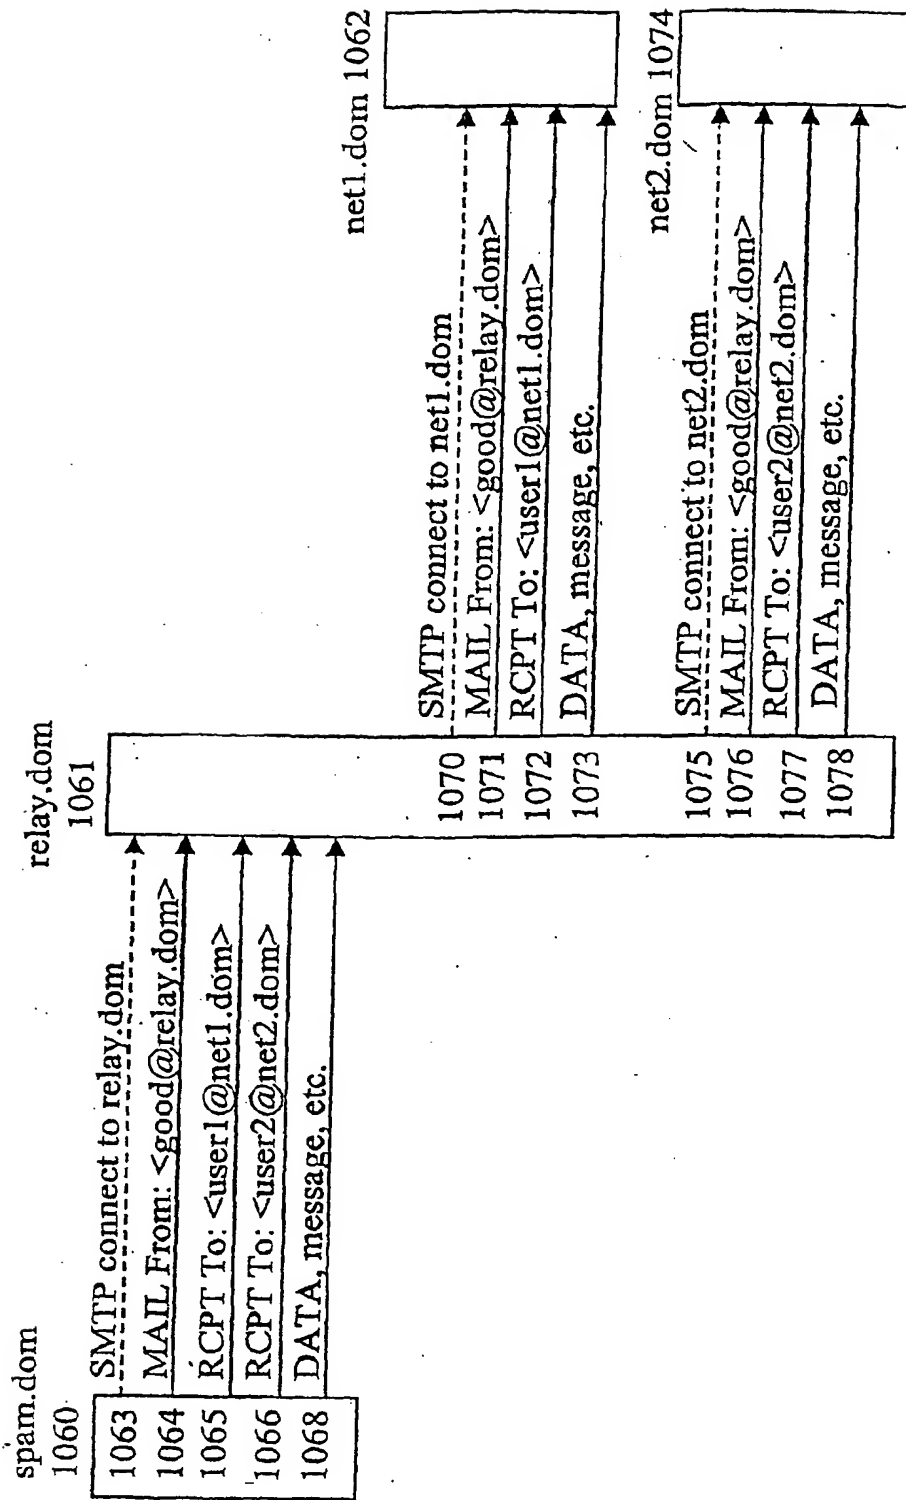 spam.dom
1060
1063
1064
1065
1066
1068
SMTP connect to relay.dom
MAIL From: <good@relay.dom>
RCPT To: <user1@net1.dom>
RCPT To: <user2@net2.dom>
DATA, message, etc.
relay.dom
1061
1070
1071
1072
1073
1075
1076
1077
1078
SMTP connect to net1.dom
MAIL From: <good@relay.dom>
RCPT To: <user1@net1.dom>
DATA, message, etc.
SMTP connect to net2.dom
MAIL From: <good@relay.dom>
RCPT To: <user2@net2.dom>
DATA, message, etc.
net1.dom 1062
net2.dom 1074